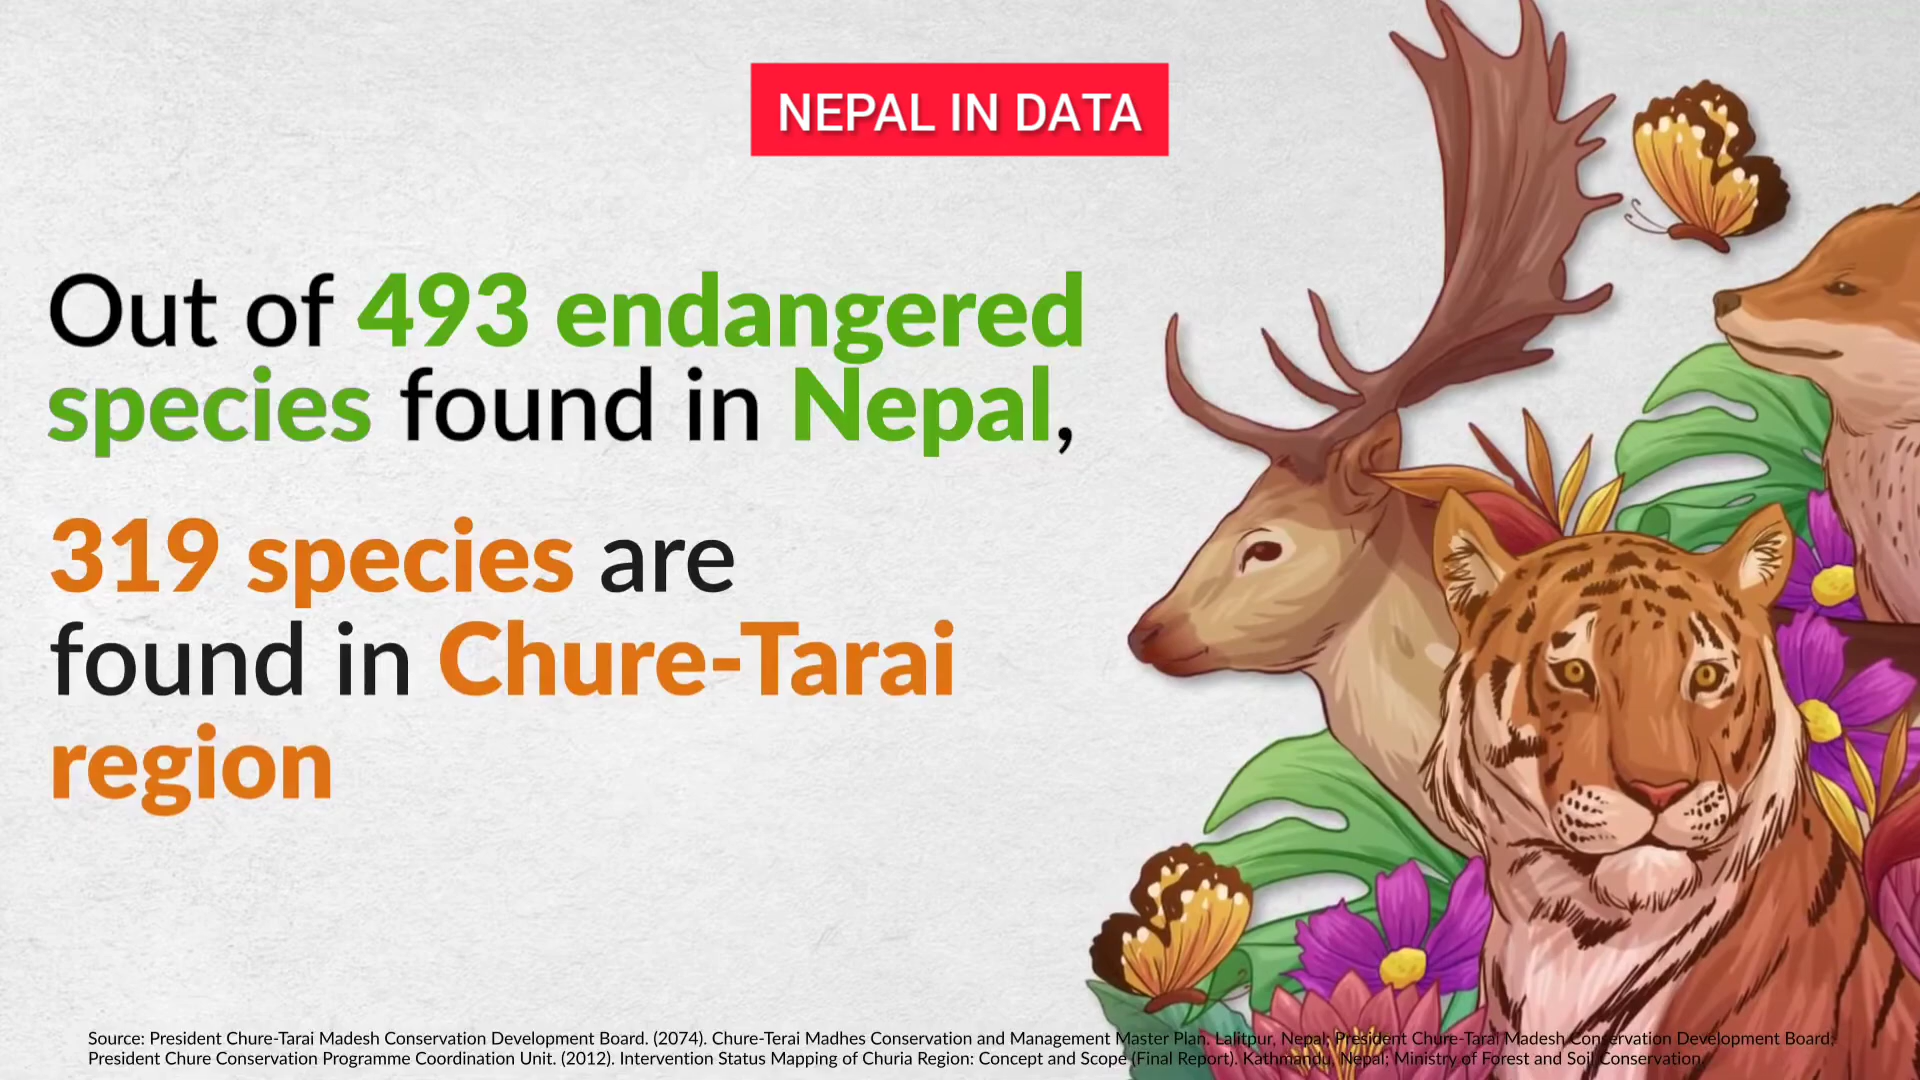 NEPAL IN DATA
Out of 493 endangered
species found in Nepal,
319 species are
found in Chure-Tarai
region
Source: President Chure-Tarai Madesh Conservation Development Board. (2074). Chure-Terai Madhes Conservation and Management Master Plan. Lalitpur, Nepal; President Chure-Tarai Madesh Conservation Development Board;
President Chure Conservation Programme Coordination Unit. (2012). Intervention Status Mapping of Churia Region: Concept and Scope (Final Report). Kathmandu, Nepal; Ministry of Forest and Soil Conservation.